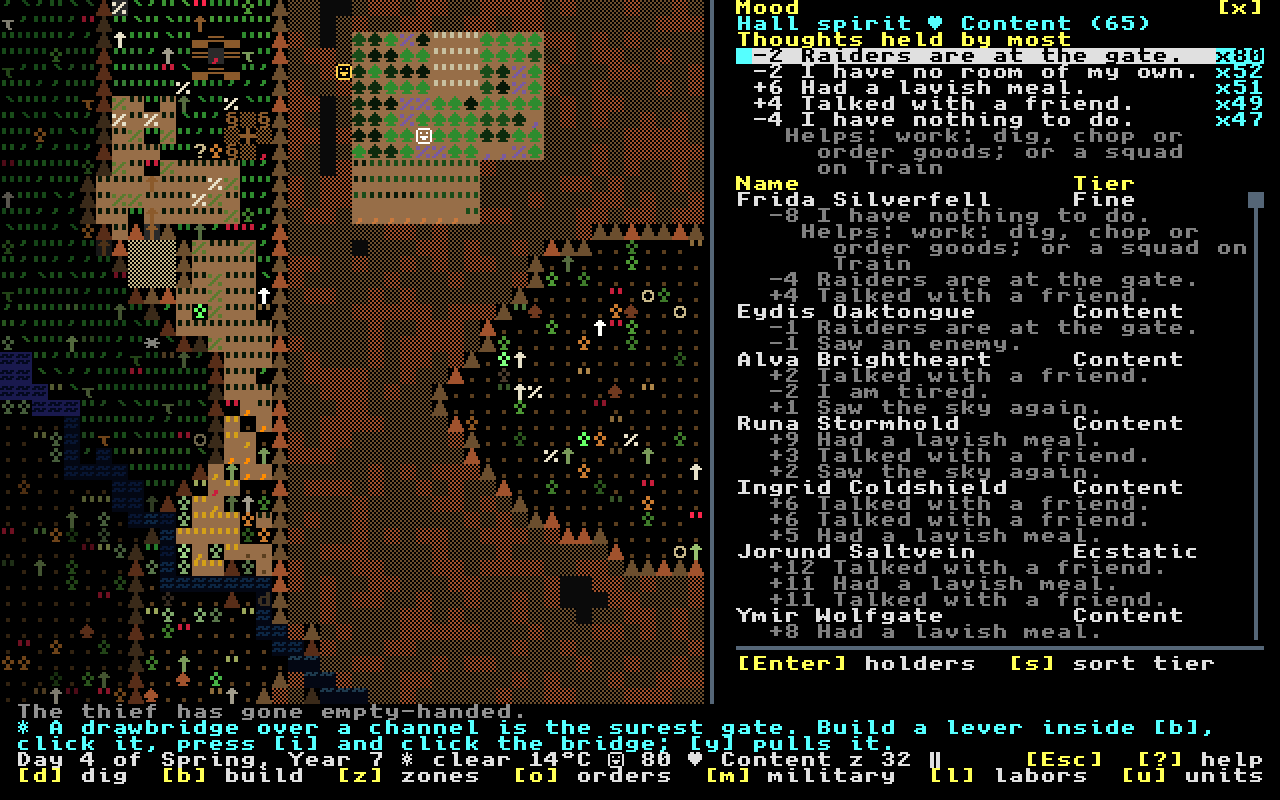 Mood [x]
Hall spirit ♥ Content (65)
Thoughts held by most
-2 Raiders are at the gate. x80
-2 I have no room of my own. x52
+6 Had a lavish meal. x51
+4 Talked with a friend. x49
-4 I have nothing to do. x47
Helps: work: dig, chop or
order goods; or a squad
on Train
Name Tier
Frida Silverfell Fine
-8 I have nothing to do.
Helps: work: dig, chop or
order goods; or a squad on
Train
-4 Raiders are at the gate.
+4 Talked with a friend.
Eydis Oaktongue Content
-1 Raiders are at the gate.
-1 Saw an enemy.
Alva Brightheart Content
+2 Talked with a friend.
-2 I am tired.
+1 Saw the sky again.
Runa Stormhold Content
+9 Had a lavish meal.
+3 Talked with a friend.
+2 Saw the sky again.
Ingrid Coldshield Content
+6 Talked with a friend.
+6 Talked with a friend.
+5 Had a lavish meal.
Jorund Saltvein Ecstatic
+12 Talked with a friend.
+11 Had a lavish meal.
+11 Talked with a friend.
Ymir Wolfgate Content
+8 Had a lavish meal.
[Enter] holders [s] sort tier
The thief has gone empty-handed.
* A drawbridge over a channel is the surest gate. Build a lever inside [b],
click it, press [i] and click the bridge; [y] pulls it.
Day 4 of Spring, Year 7 * clear 14°C ☺ 80 ♥ Content z 32 ‖ [Esc] [?] help
[d] dig [b] build [z] zones [o] orders [m] military [l] labors [u] units